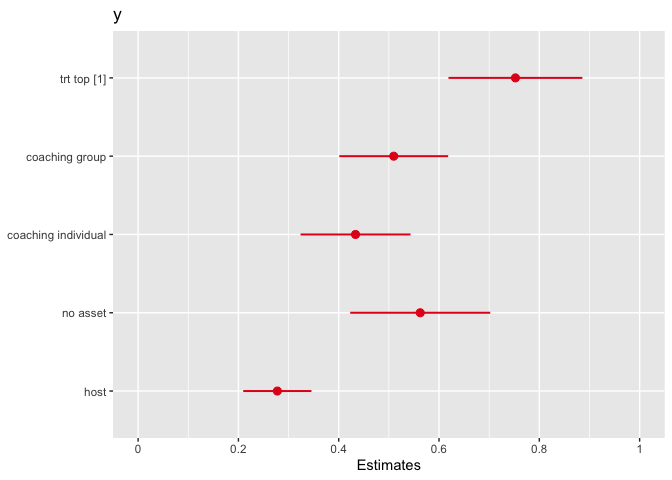 y
trt top [1]
coaching group
coaching individual
no asset
host
0 0.2 0.4 0.6 0.8 1
Estimates